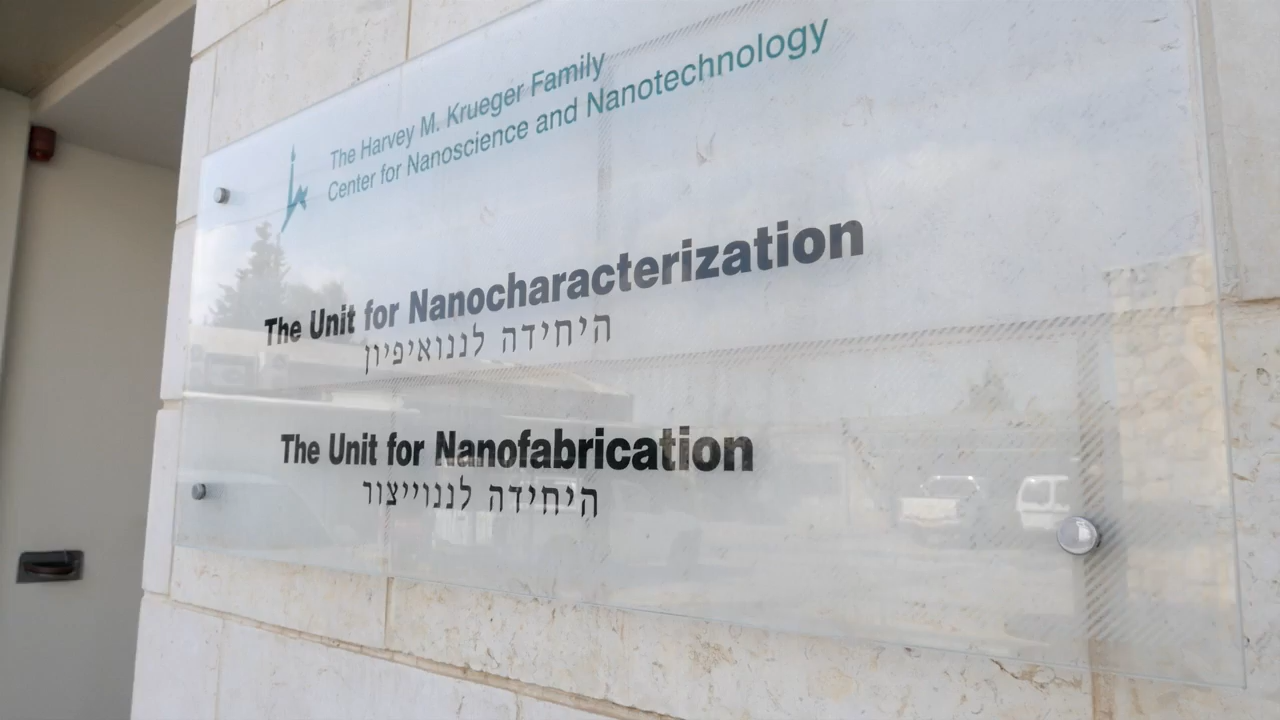 The Harvey M. Krueger Family
Center for Nanoscience and Nanotechnology
The Unit for Nanocharacterization
היחידה לננואיפיון
The Unit for Nanofabrication
היחידה לננוייצור